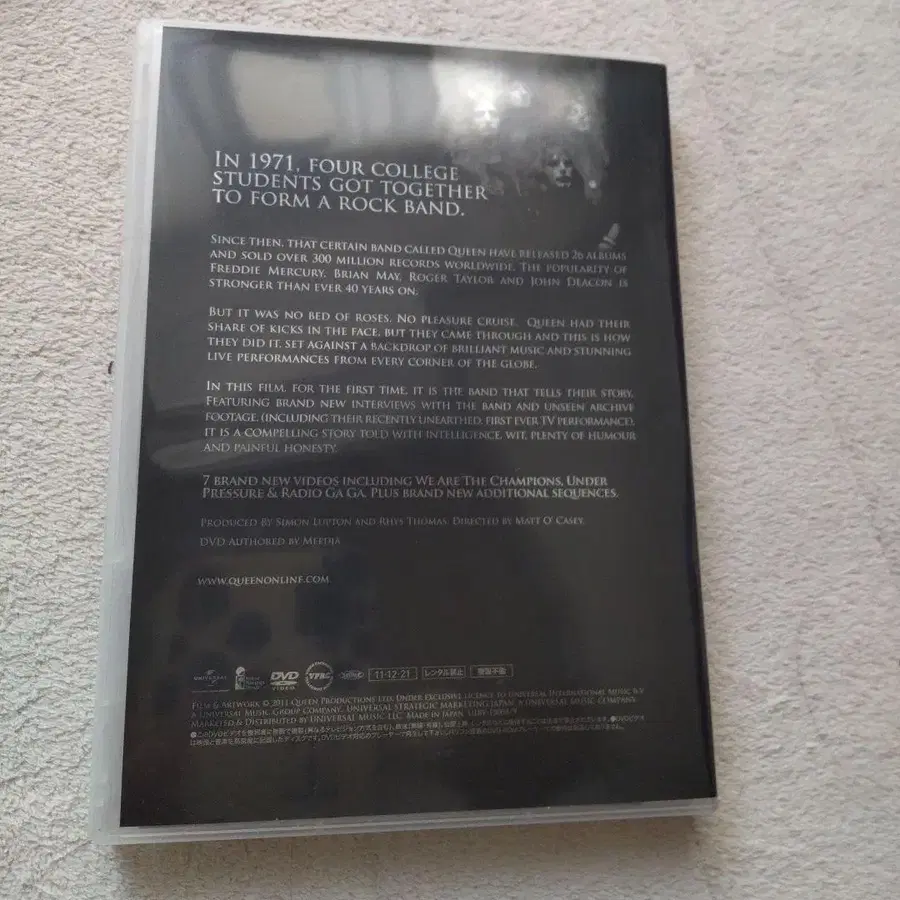 IN 1971, FOUR COLLEGE
STUDENTS GOT TOGETHER
TO FORM A ROCK BAND.
SINCE THEN, THAT CERTAIN BAND CALLED QUEEN HAVE RELEASED 26 ALBUMS
AND SOLD OVER 300 MILLION RECORDS WORLDWIDE. THE POPULARITY OF
FREDDIE MERCURY, BRIAN MAY, ROGER TAYLOR AND JOHN DEACON IS
STRONGER THAN EVER 40 YEARS ON.
BUT IT WAS NO BED OF ROSES. NO PLEASURE CRUISE. QUEEN HAD THEIR
SHARE OF KICKS IN THE FACE, BUT THEY CAME THROUGH AND THIS IS HOW
THEY DID IT, SET AGAINST A BACKDROP OF BRILLIANT MUSIC AND STUNNING
LIVE PERFORMANCES FROM EVERY CORNER OF THE GLOBE.
IN THIS FILM, FOR THE FIRST TIME, IT IS THE BAND THAT TELLS THEIR STORY.
FEATURING BRAND NEW INTERVIEWS WITH THE BAND AND UNSEEN ARCHIVE
FOOTAGE, (INCLUDING THEIR RECENTLY UNEARTHED, FIRST EVER TV PERFORMANCE),
IT IS A COMPELLING STORY TOLD WITH INTELLIGENCE, WIT, PLENTY OF HUMOUR
AND PAINFUL HONESTY.
7 BRAND NEW VIDEOS INCLUDING WE ARE THE CHAMPIONS, UNDER
PRESSURE & RADIO GA GA. PLUS BRAND NEW ADDITIONAL SEQUENCES.
PRODUCED BY SIMON LUPTON AND RHYS THOMAS. DIRECTED BY MATT O' CASEY.
DVD AUTHORED BY MEEDJA
WWW.QUEENONLINE.COM
UNIVERSAL DVD VIDEO 11・12・21 レンタル禁止 複製不能
FILM & ARTWORK © 2011 QUEEN PRODUCTIONS LTD. UNDER EXCLUSIVE LICENCE TO UNIVERSAL INTERNATIONAL MUSIC B.V.
A UNIVERSAL MUSIC GROUP COMPANY. UNIVERSAL STRATEGIC MARKETING JAPAN, A UNIVERSAL MUSIC COMPANY.
MARKETED & DISTRIBUTED BY UNIVERSAL MUSIC LLC. MADE IN JAPAN.